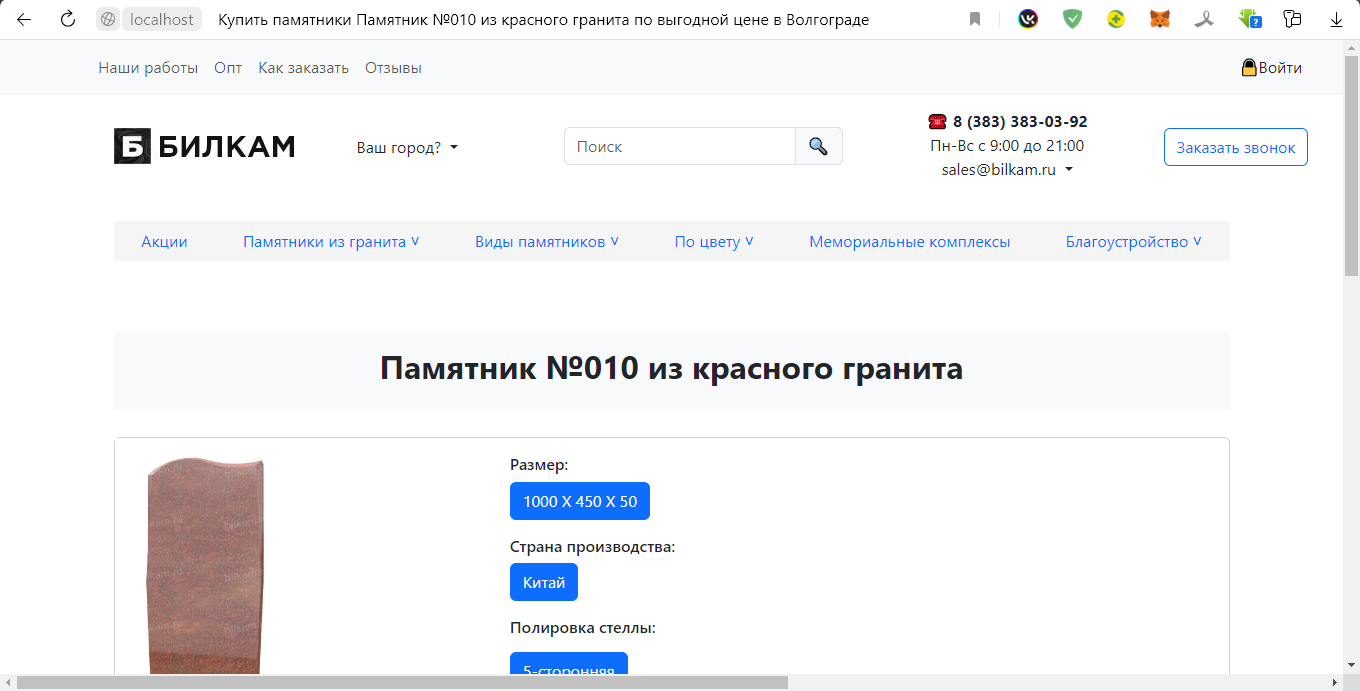 localhost Купить памятники Памятник №010 из красного гранита по выгодной цене в Волгограде
Наши работы Опт Как заказать Отзывы Войти
Б БИЛКАМ
Ваш город?
Поиск
8 (383) 383-03-92
Пн-Вс с 9:00 до 21:00
sales@bilkam.ru
Заказать звонок
Акции Памятники из гранита ˅ Виды памятников ˅ По цвету ˅ Мемориальные комплексы Благоустройство ˅
Памятник №010 из красного гранита
Размер:
1000 X 450 X 50
Страна производства:
Китай
Полировка стеллы:
5-сторонняя